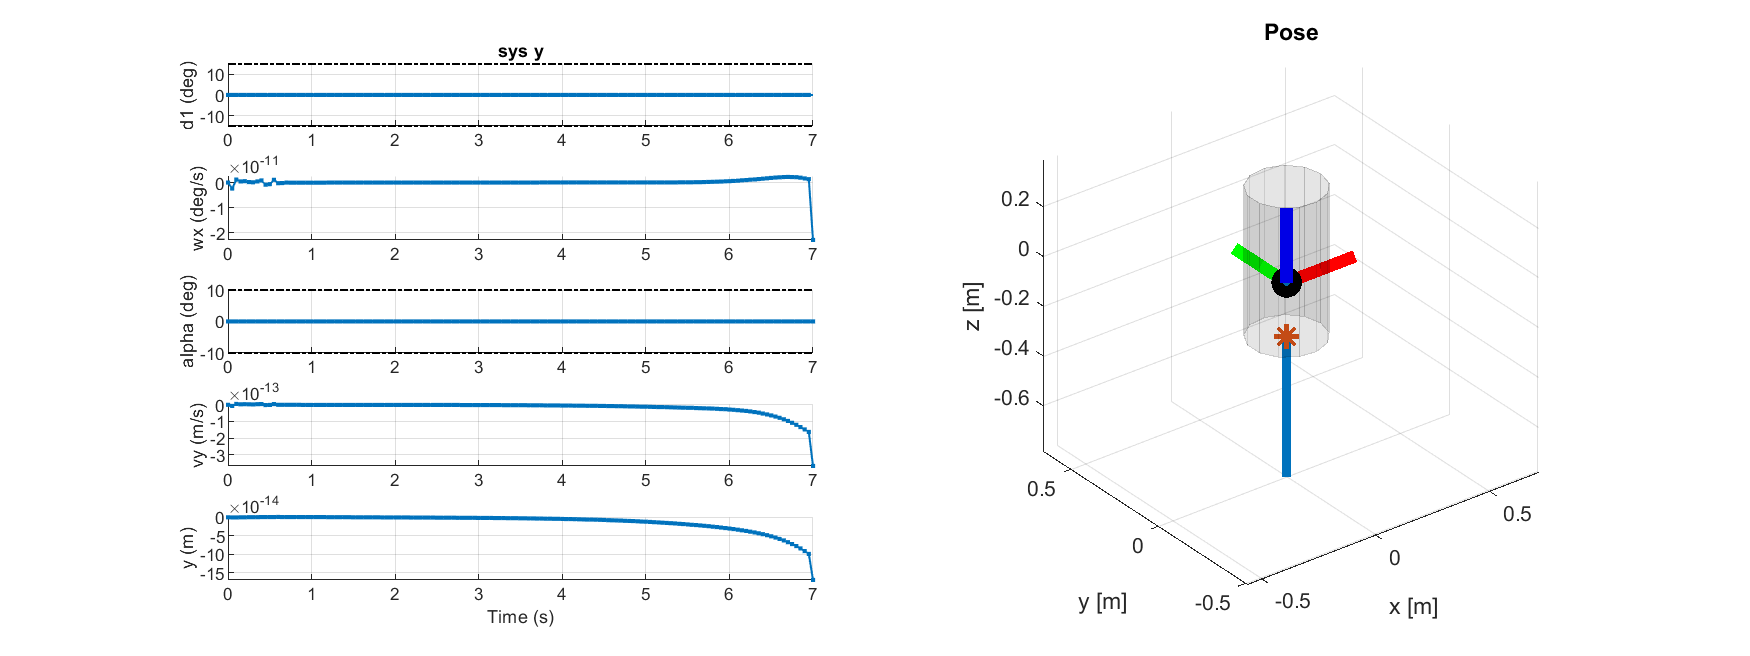 sys y
d1 (deg)
10
0
-10
0 1 2 3 4 5 6 7
×10-11
wx (deg/s)
0
-1
-2
0 1 2 3 4 5 6 7
alpha (deg)
10
0
-10
0 1 2 3 4 5 6 7
×10-13
vy (m/s)
0
-1
-2
-3
0 1 2 3 4 5 6 7
×10-14
y (m)
0
-5
-10
-15
0 1 2 3 4 5 6 7
Time (s)
Pose
z [m]
0.2
0
-0.2
-0.4
-0.6
0.5
0
-0.5
y [m]
-0.5
0
0.5
x [m]